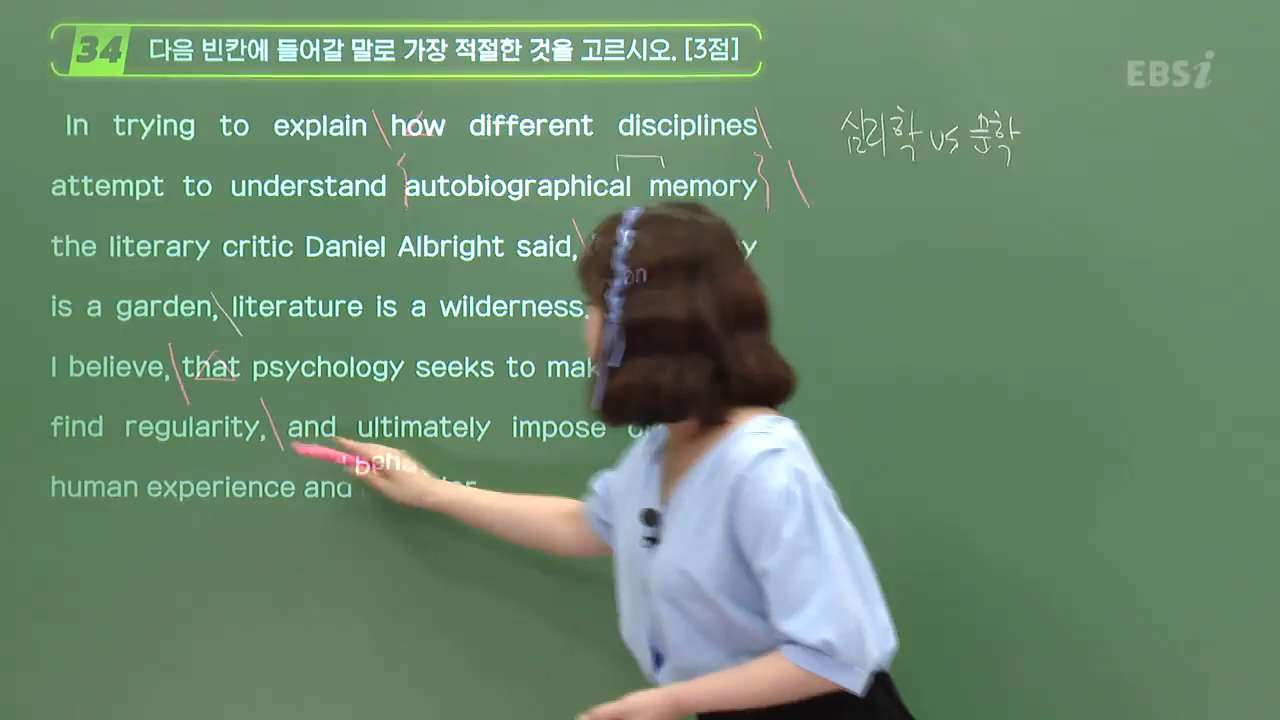 34 다음 빈칸에 들어갈 말로 가장 적절한 것을 고르시오. [3점]
EBSi
In trying to explain how different disciplines
심리학 vs 문학
attempt to understand autobiographical memory
the literary critic Daniel Albright said,
is a garden, literature is a wilderness.
I believe, that psychology seeks to
find regularity, and ultimately impose
human experience and